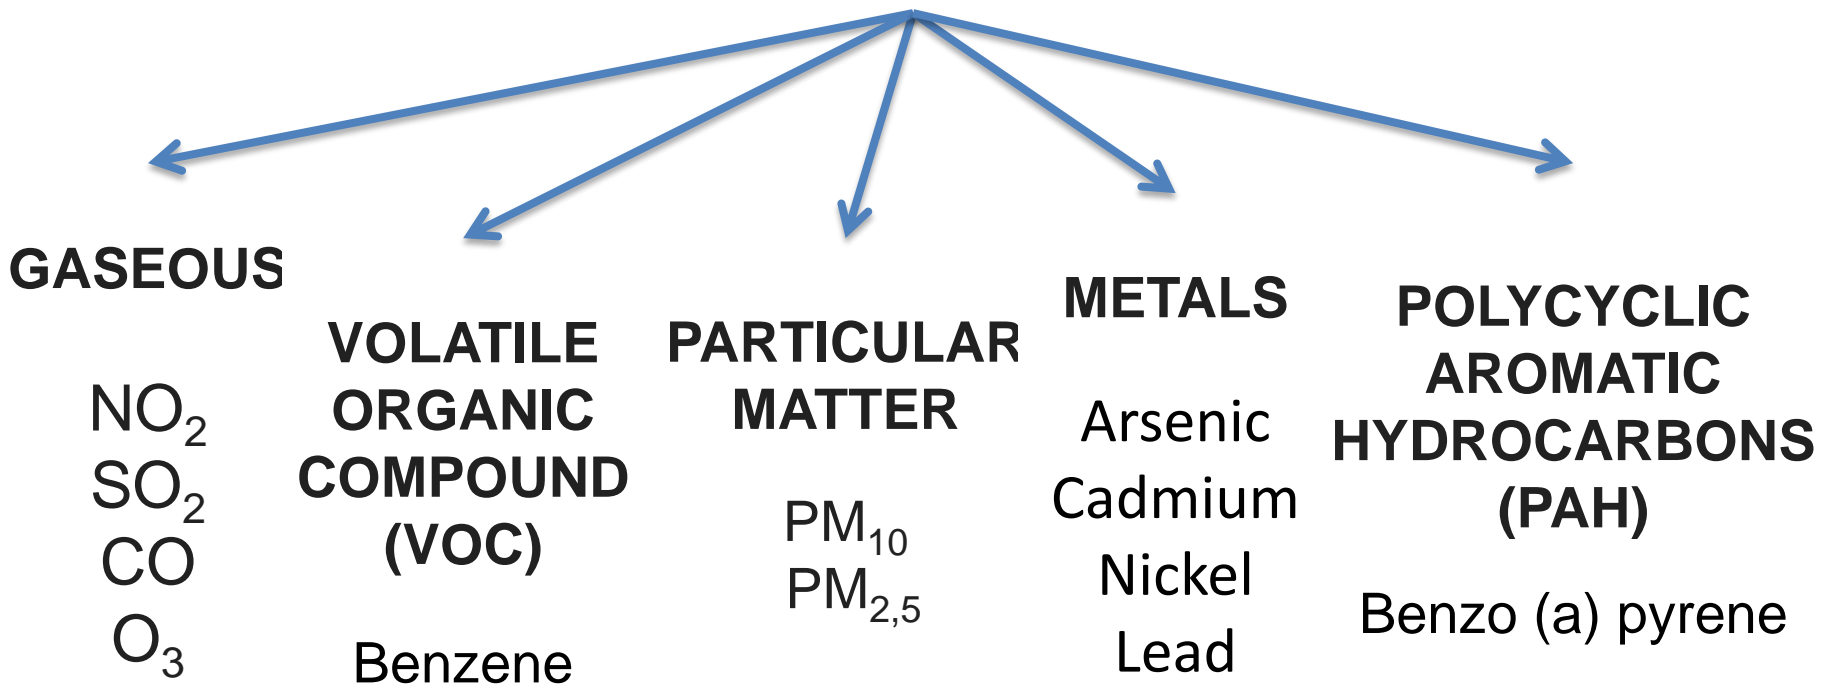 GASEOUS
NO₂
SO₂
CO
O₃
VOLATILE
ORGANIC
COMPOUND
(VOC)
Benzene
PARTICULAR
MATTER
PM₁₀
PM₂,₅
METALS
Arsenic
Cadmium
Nickel
Lead
POLYCYCLIC
AROMATIC
HYDROCARBONS
(PAH)
Benzo (a) pyrene